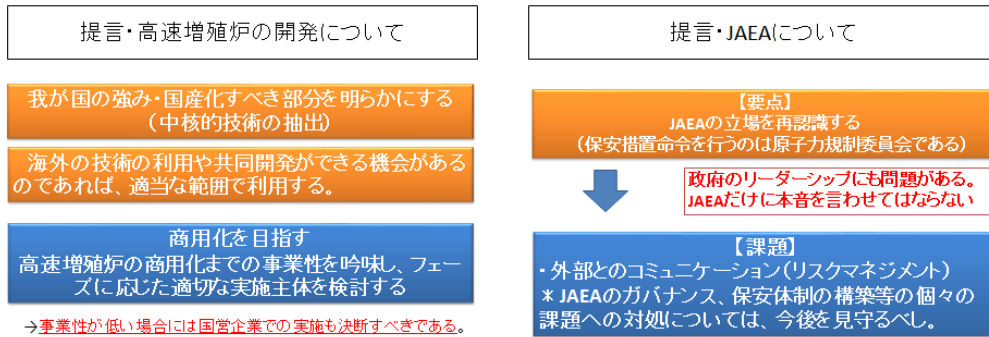 提言・高速増殖炉の開発について
我が国の強み・国産化すべき部分を明らかにする
（中核的技術の抽出）
海外の技術の利用や共同開発ができる機会がある
のであれば、適当な範囲で利用する。
商用化を目指す
高速増殖炉の商用化までの事業性を吟味し、フェー
ズに応じた適切な実施主体を検討する
→事業性が低い場合には国営企業での実施も決断すべきである。
提言・JAEAについて
【要点】
JAEAの立場を再認識する
（保安措置命令を行うのは原子力規制委員会である）
政府のリーダーシップにも問題がある。
JAEAだけに本音を言わせてはならない
【課題】
・外部とのコミュニケーション（リスクマネジメント）
＊JAEAのガバナンス、保安体制の構築等の個々の
課題への対処については、今後を見守るべし。